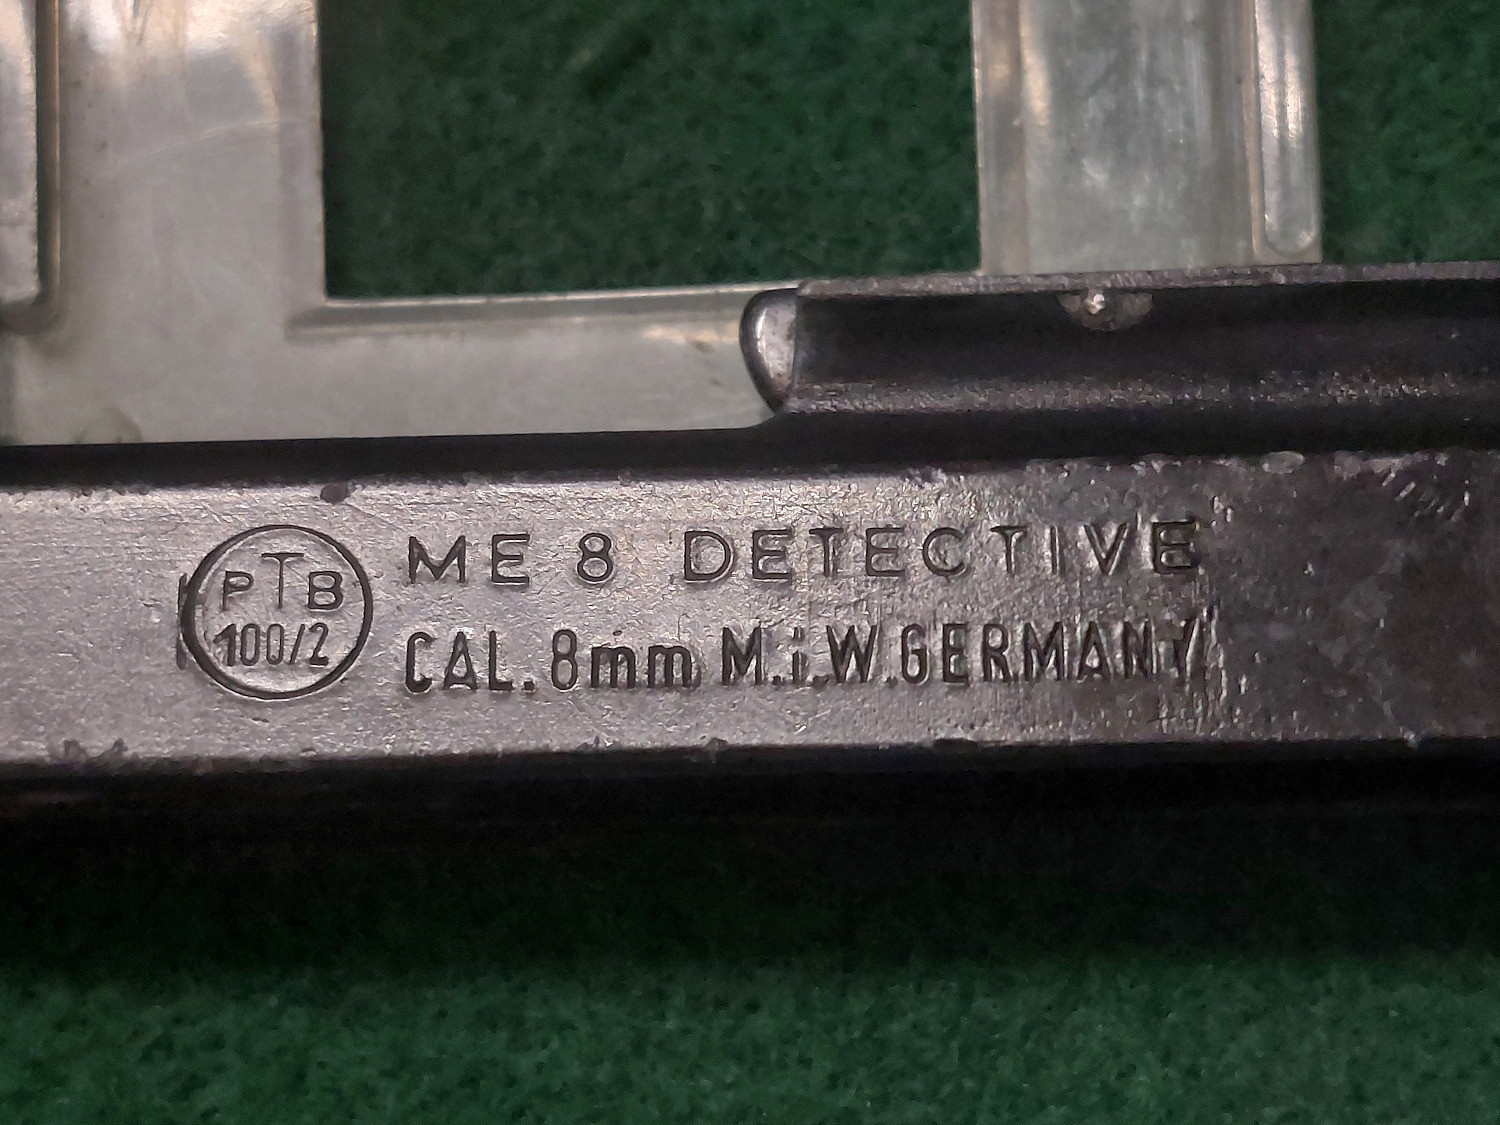 PTB
100/2
ME 8 DETECTIVE
CAL. 8mm M.i.W.GERMANY